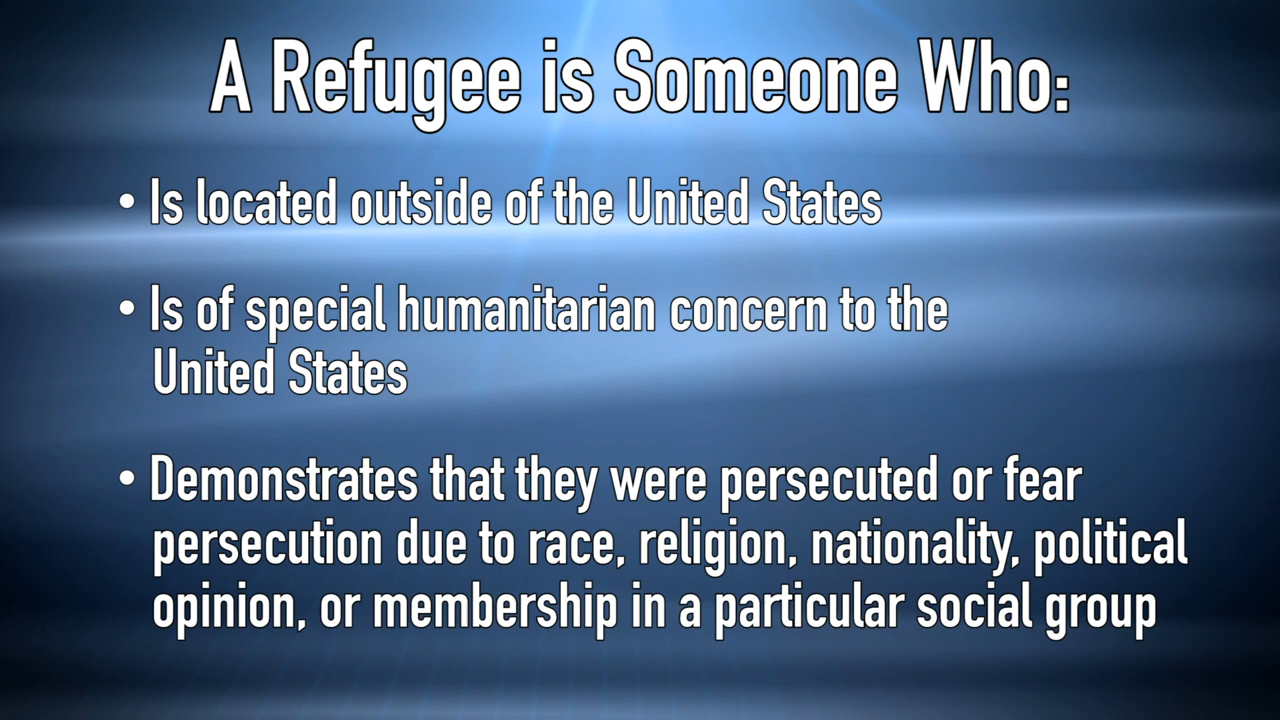 A Refugee is Someone Who:
• Is located outside of the United States
• Is of special humanitarian concern to the
United States
• Demonstrates that they were persecuted or fear
persecution due to race, religion, nationality, political
opinion, or membership in a particular social group